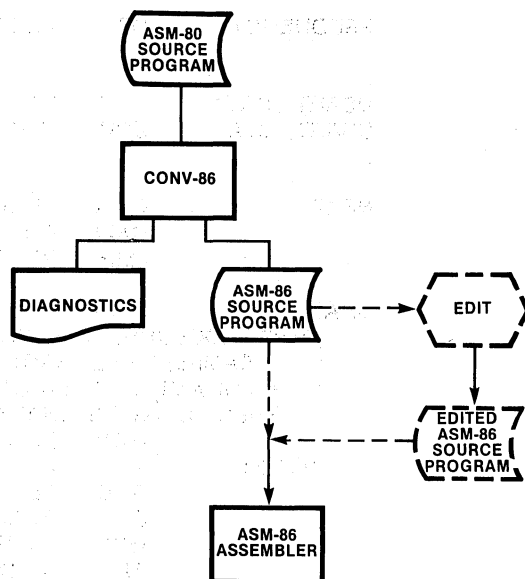 ASM-80
SOURCE
PROGRAM
CONV-86
DIAGNOSTICS
ASM-86
SOURCE
PROGRAM
EDIT
EDITED
ASM-86
SOURCE
PROGRAM
ASM-86
ASSEMBLER